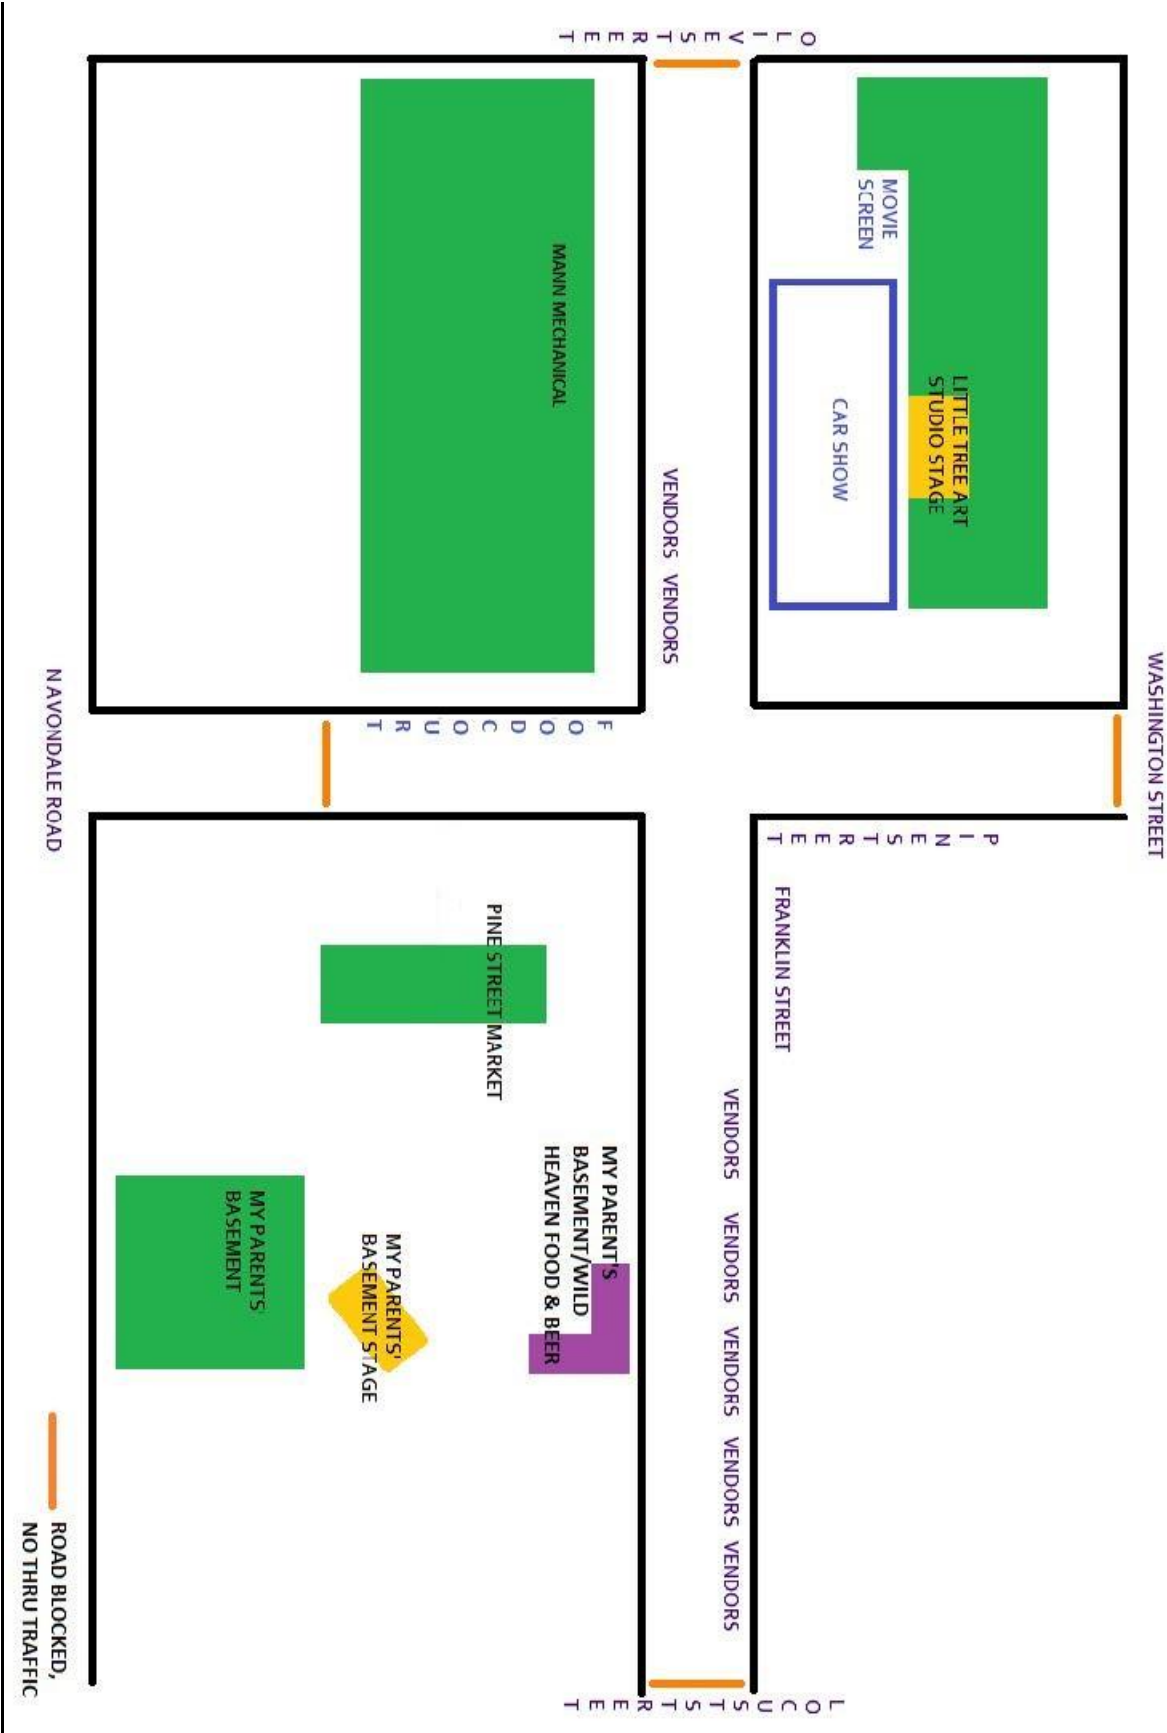 WASHINGTON STREET
LITTLE TREE ART
STUDIO STAGE
MOVIE
SCREEN
CAR SHOW
PINE STREET
FRANKLIN STREET
OLIVE STREET
LOCUST STREET
VENDORS VENDORS VENDORS VENDORS VENDORS
VENDORS VENDORS
MY PARENT'S
BASEMENT/WILD
HEAVEN FOOD & BEER
FOOD COURT
MANN MECHANICAL
PINE STREET MARKET
MY PARENTS'
BASEMENT STAGE
MY PARENTS'
BASEMENT
N AVONDALE ROAD
ROAD BLOCKED,
NO THRU TRAFFIC